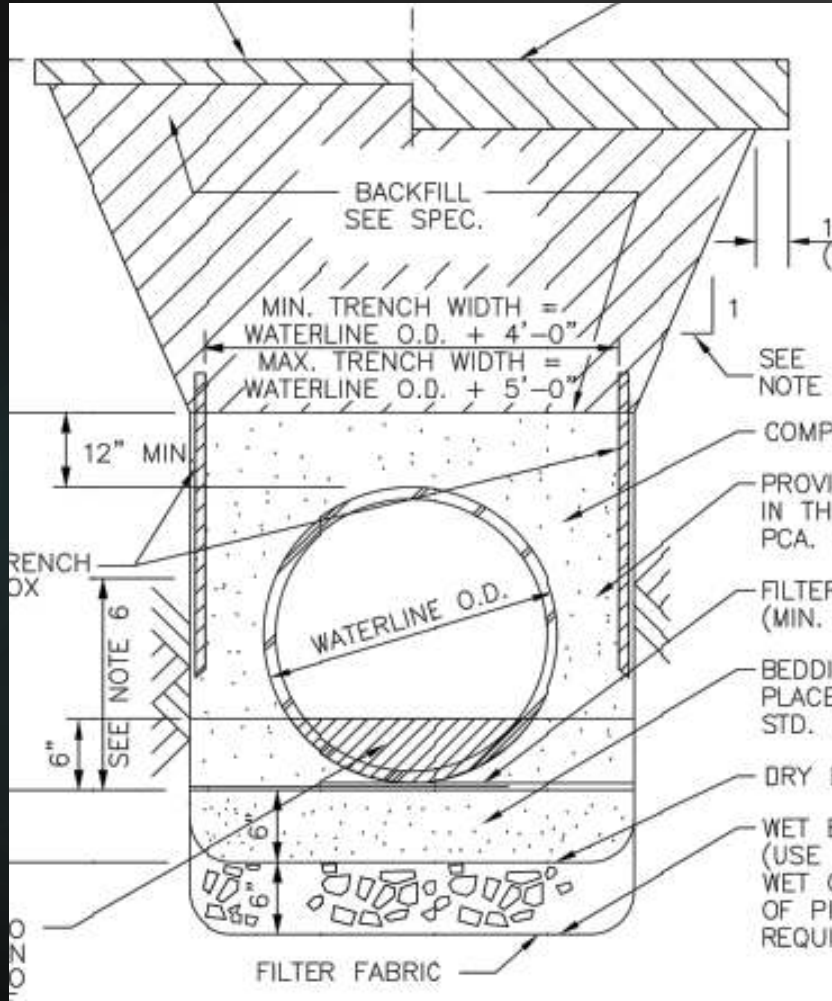 BACKFILL
SEE SPEC.
MIN. TRENCH WIDTH =
WATERLINE O.D. + 4'-0"
MAX. TRENCH WIDTH =
WATERLINE O.D. + 5'-0"
1
(
1
SEE
NOTE
12" MIN
COMP
PROVI
IN TH
PCA.
RENCH
OX
FILTER
(MIN.
WATERLINE O.D.
SEE NOTE 6
6"
BEDDI
PLACE
STD.
DRY
6"
WET
(USE
WET
OF PI
REQUI
6"
O
N
O
FILTER FABRIC